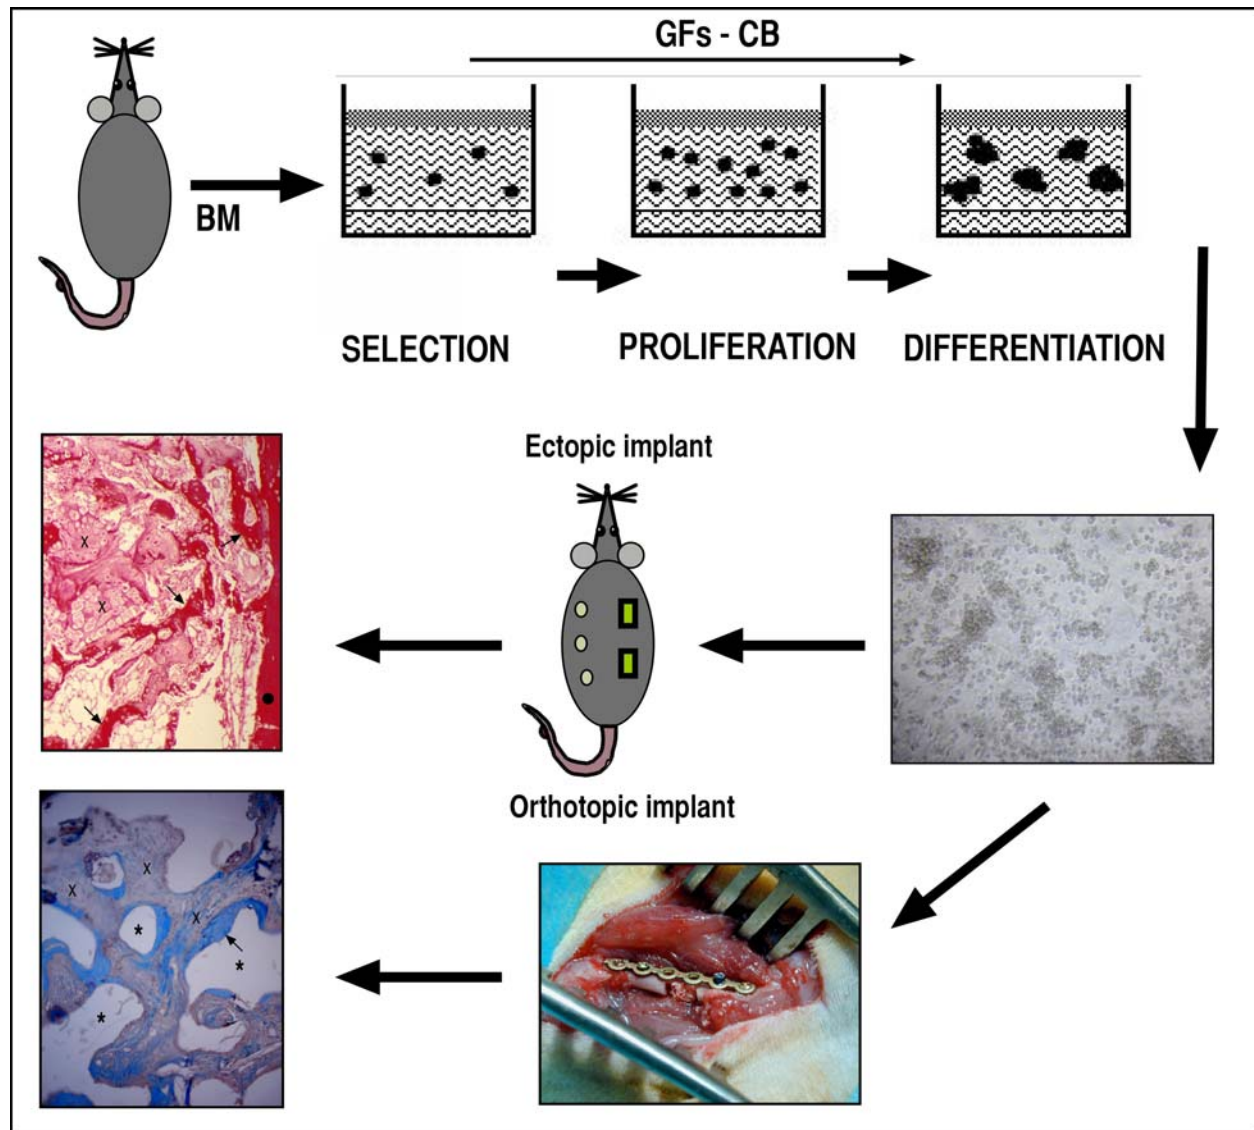 GFs - CB
BM
SELECTION
PROLIFERATION
DIFFERENTIATION
Ectopic implant
X
X
Orthotopic implant
X
X
X
*
*
*